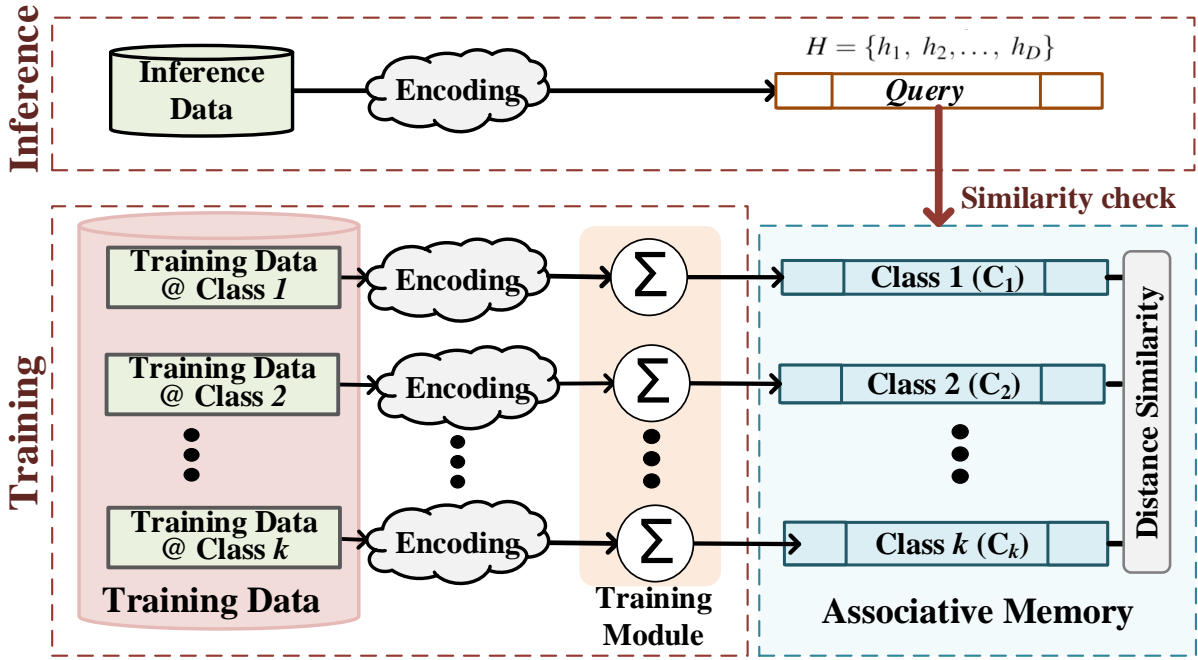 Inference
Inference
Data
Encoding
H = {h₁, h₂,..., h_D}
Query
Similarity check
Training
Training Data
@ Class 1
Encoding
Σ
Class 1 (C₁)
Training Data
@ Class 2
Encoding
Σ
Class 2 (C₂)
Training Data
@ Class k
Encoding
Σ
Class k (Cₖ)
Distance Similarity
Training Data
Training
Module
Associative Memory